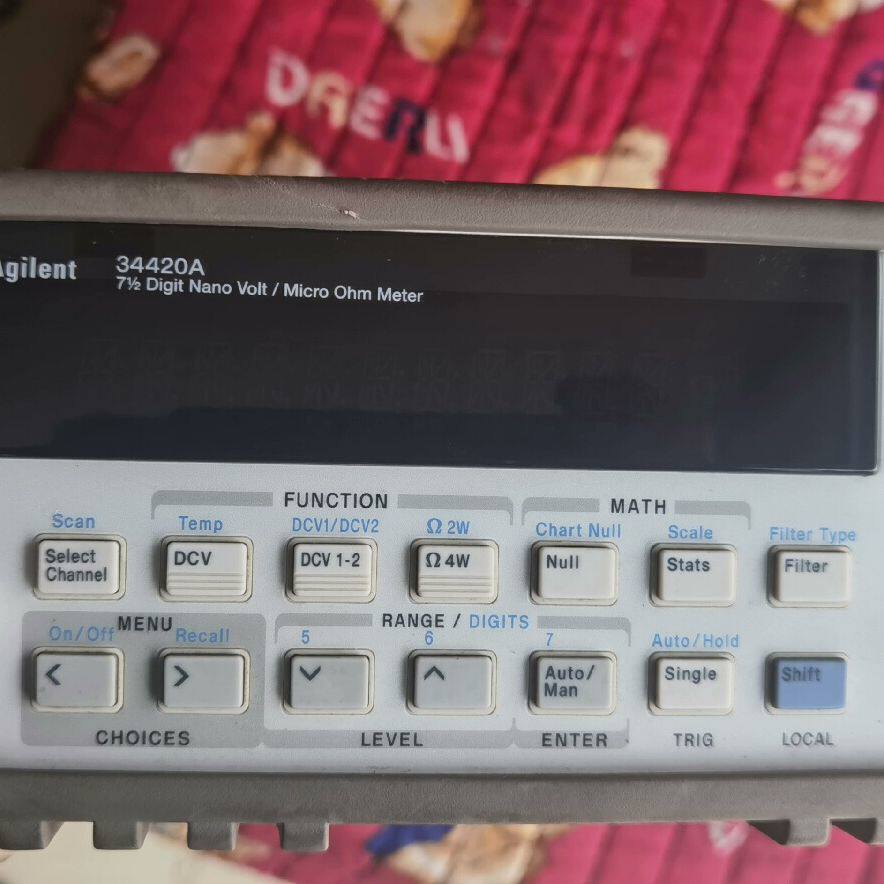 DAERU
Agilent 34420A
7½ Digit Nano Volt / Micro Ohm Meter
FUNCTION MATH
Scan Temp DCV1/DCV2 Ω 2W Chart Null Scale Filter Type
Select Channel DCV DCV 1-2 Ω 4W Null Stats Filter
MENU RANGE / DIGITS
On/Off Recall 5 6 7 Auto/Hold
< > ∨ ∧ Auto/Man Single Shift
CHOICES LEVEL ENTER TRIG LOCAL